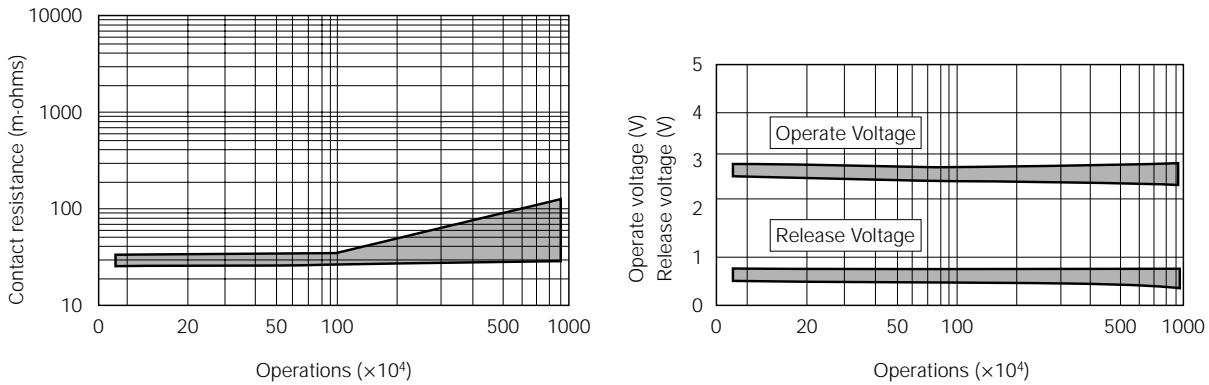 10000
1000
100
10
Contact resistance (m-ohms)
0 20 50 100 500 1000
Operations (×10⁴)
5
4
3
2
1
0
Operate voltage (V)
Release voltage (V)
Operate Voltage
Release Voltage
0 20 50 100 500 1000
Operations (×10⁴)